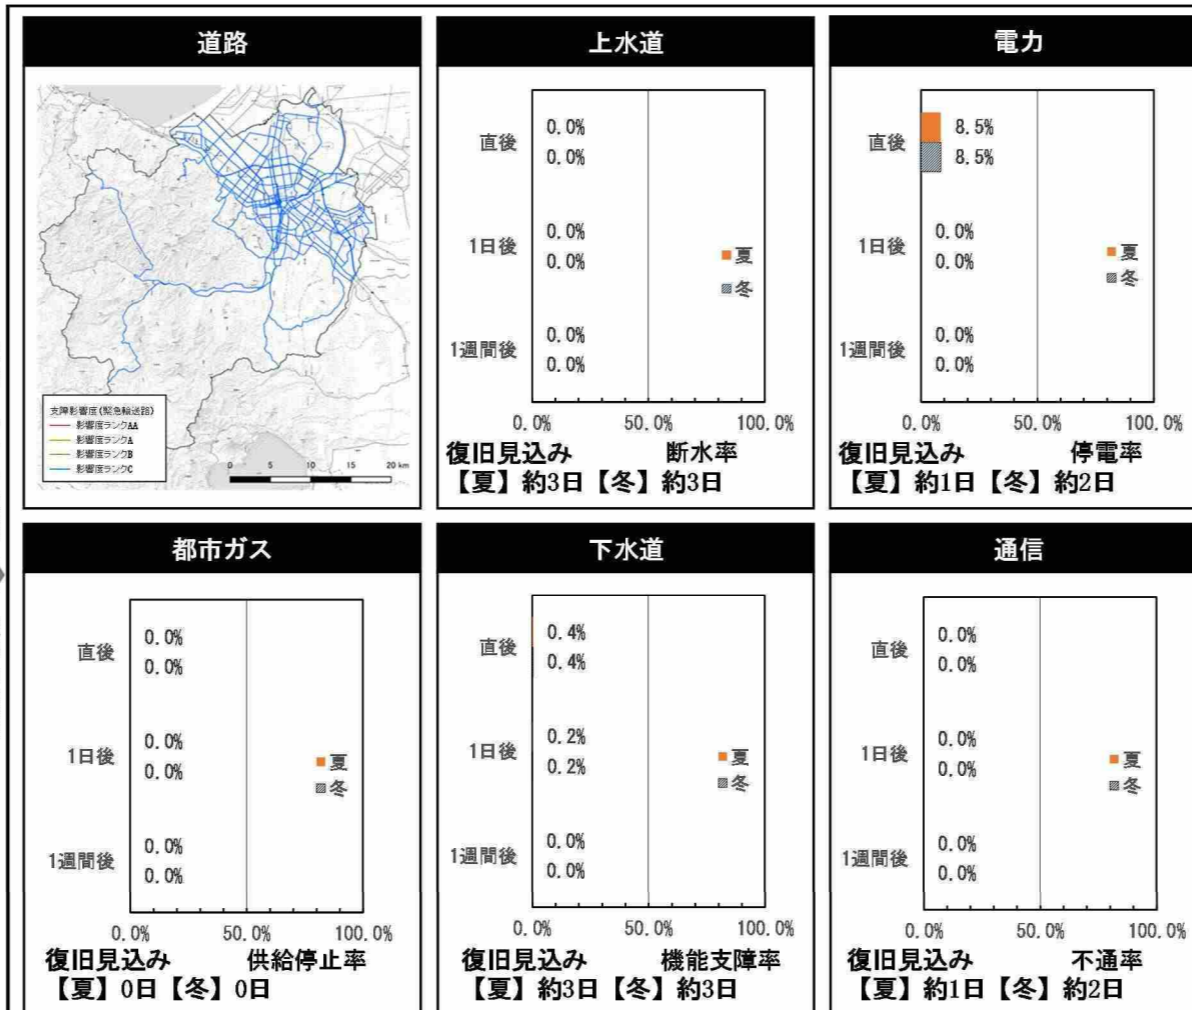 道路
支障影響度(緊急輸送路)
影響度ランクAA
影響度ランクA
影響度ランクB
影響度ランクC
0 5 10 15 20 km
上水道
直後
0.0%
0.0%
1日後
0.0%
0.0%
1週間後
0.0%
0.0%
夏
冬
0.0% 50.0% 100.0%
復旧見込み 断水率
【夏】約3日【冬】約3日
電力
直後
8.5%
8.5%
1日後
0.0%
0.0%
1週間後
0.0%
0.0%
夏
冬
0.0% 50.0% 100.0%
復旧見込み 停電率
【夏】約1日【冬】約2日
都市ガス
直後
0.0%
0.0%
1日後
0.0%
0.0%
1週間後
0.0%
0.0%
夏
冬
0.0% 50.0% 100.0%
復旧見込み 供給停止率
【夏】0日【冬】0日
下水道
直後
0.4%
0.4%
1日後
0.2%
0.2%
1週間後
0.0%
0.0%
夏
冬
0.0% 50.0% 100.0%
復旧見込み 機能支障率
【夏】約3日【冬】約3日
通信
直後
0.0%
0.0%
1日後
0.0%
0.0%
1週間後
0.0%
0.0%
夏
冬
0.0% 50.0% 100.0%
復旧見込み 不通率
【夏】約1日【冬】約2日